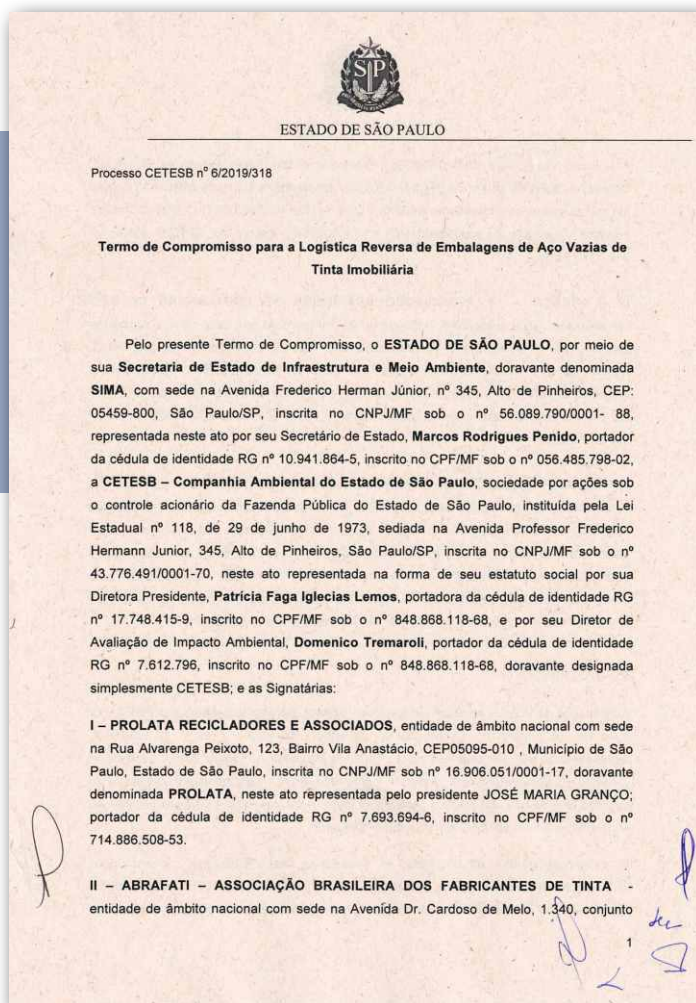 SP
ESTADO DE SÃO PAULO
Processo CETESB nº 6/2019/318
Termo de Compromisso para a Logística Reversa de Embalagens de Aço Vazias de
Tinta Imobiliária
Pelo presente Termo de Compromisso, o ESTADO DE SÃO PAULO, por meio de
sua Secretaria de Estado de Infraestrutura e Meio Ambiente, doravante denominada
SIMA, com sede na Avenida Frederico Herman Júnior, nº 345, Alto de Pinheiros, CEP:
05459-800, São Paulo/SP, inscrita no CNPJ/MF sob o nº 56.089.790/0001- 88,
representada neste ato por seu Secretário de Estado, Marcos Rodrigues Penido, portador
da cédula de identidade RG nº 10.941.864-5, inscrito no CPF/MF sob o nº 056.485.798-02,
a CETESB – Companhia Ambiental do Estado de São Paulo, sociedade por ações sob
o controle acionário da Fazenda Pública do Estado de São Paulo, instituída pela Lei
Estadual nº 118, de 29 de junho de 1973, sediada na Avenida Professor Frederico
Hermann Junior, 345, Alto de Pinheiros, São Paulo/SP, inscrita no CNPJ/MF sob o nº
43.776.491/0001-70, neste ato representada na forma de seu estatuto social por sua
Diretora Presidente, Patrícia Faga Iglecias Lemos, portadora da cédula de identidade RG
nº 17.748.415-9, inscrito no CPF/MF sob o nº 848.868.118-68, e por seu Diretor de
Avaliação de Impacto Ambiental, Domenico Tremaroli, portador da cédula de identidade
RG nº 7.612.796, inscrito no CPF/MF sob o nº 848.868.118-68, doravante designada
simplesmente CETESB; e as Signatárias:
I – PROLATA RECICLADORES E ASSOCIADOS, entidade de âmbito nacional com sede
na Rua Alvarenga Peixoto, 123, Bairro Vila Anastácio, CEP05095-010 , Município de São
Paulo, Estado de São Paulo, inscrita no CNPJ/MF sob nº 16.906.051/0001-17, doravante
denominada PROLATA, neste ato representada pelo presidente JOSÉ MARIA GRANÇO;
portador da cédula de identidade RG nº 7.693.694-6, inscrito no CPF/MF sob o nº
714.886.508-53.
II – ABRAFATI – ASSOCIAÇÃO BRASILEIRA DOS FABRICANTES DE TINTA -
entidade de âmbito nacional com sede na Avenida Dr. Cardoso de Melo, 1.340, conjunto
1